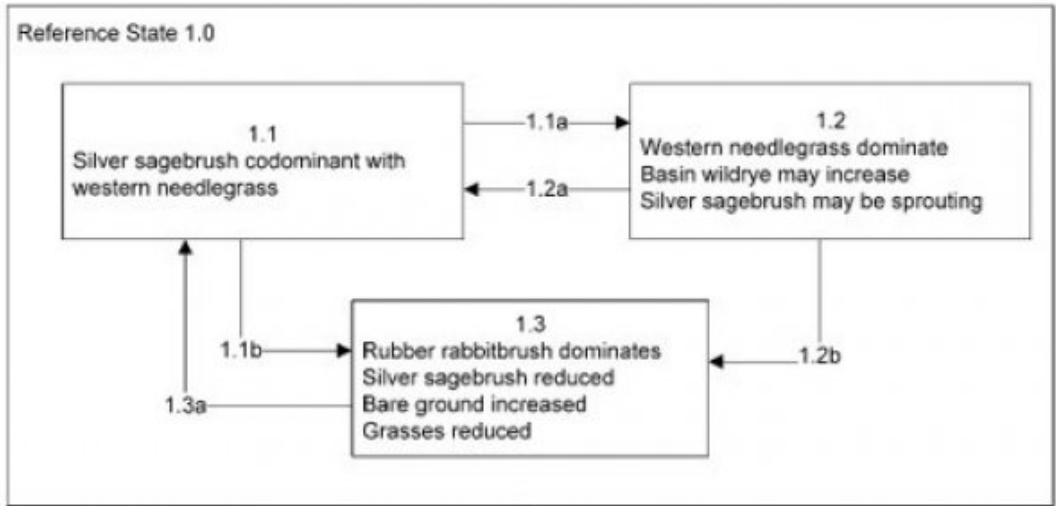 Reference State 1.0
1.1
Silver sagebrush codominant with
western needlegrass
1.1a
1.2a
1.2
Western needlegrass dominate
Basin wildrye may increase
Silver sagebrush may be sprouting
1.1b
1.3a
1.3
Rubber rabbitbrush dominates
Silver sagebrush reduced
Bare ground increased
Grasses reduced
1.2b